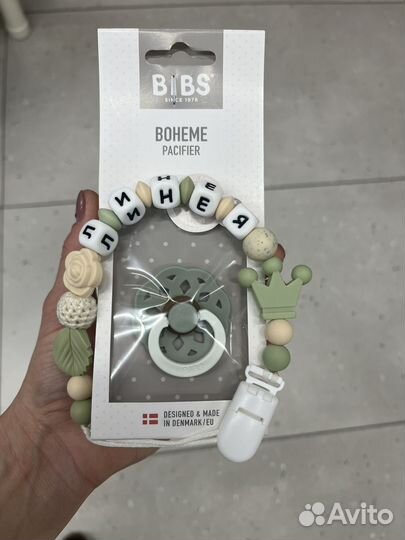 BIBS®
SINCE 1978
BOHEME
PACIFIER
DESIGNED & MADE
IN DENMARK/EU
Avito